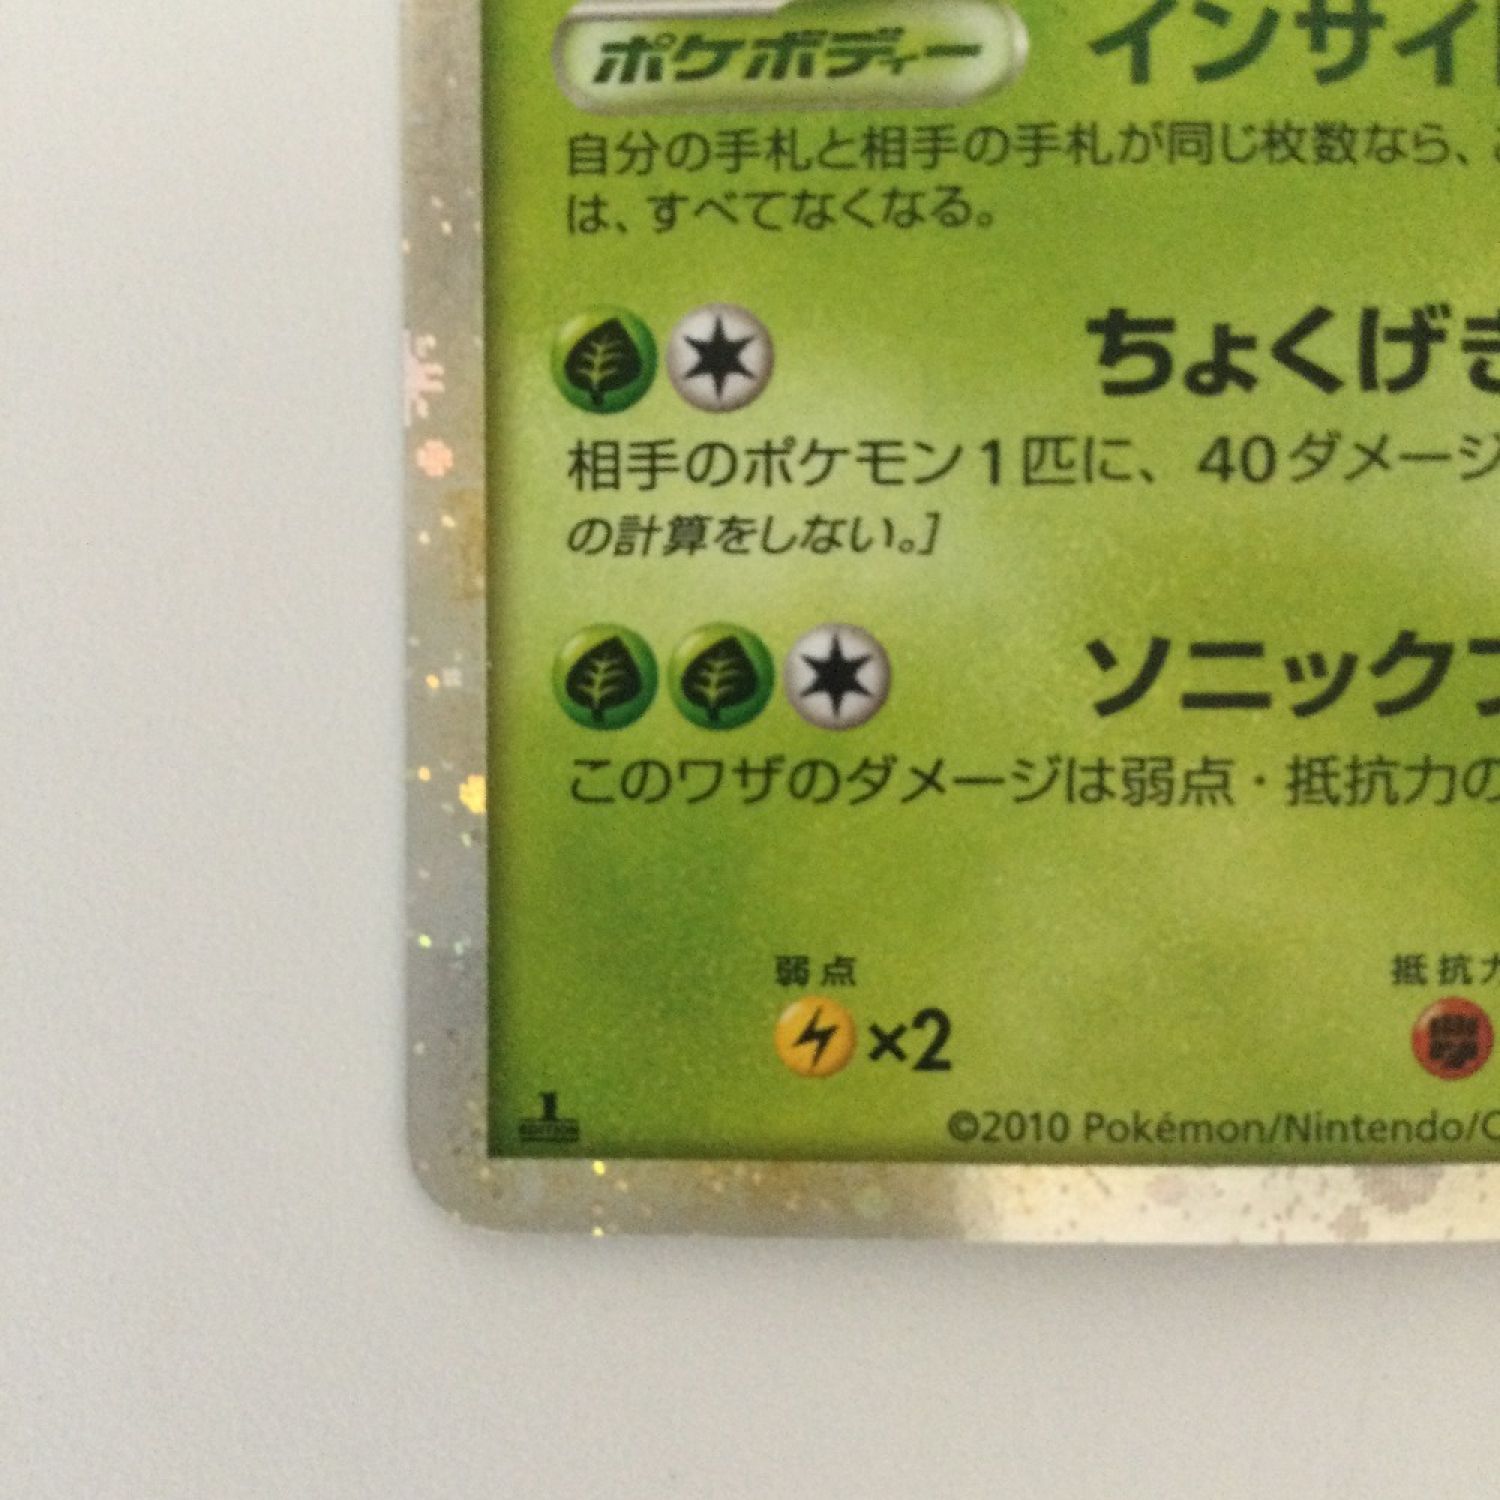 ポケボディー インサイ
自分の手札と相手の手札が同じ枚数なら、
は、すべてなくなる。
ちょくげき
相手のポケモン1匹に、40ダメージ
の計算をしない。]
ソニックブ
このワザのダメージは弱点・抵抗力の
弱点 抵抗力
×2
1
EDITION
©2010 Pokémon/Nintendo/C